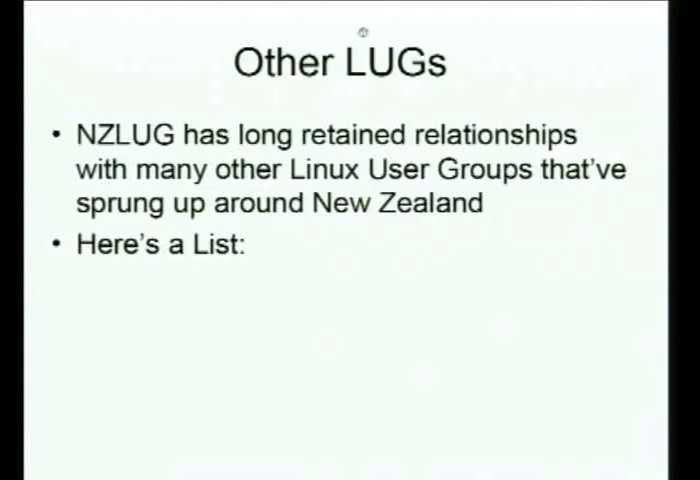 Other LUGs
• NZLUG has long retained relationships
with many other Linux User Groups that've
sprung up around New Zealand
• Here's a List: